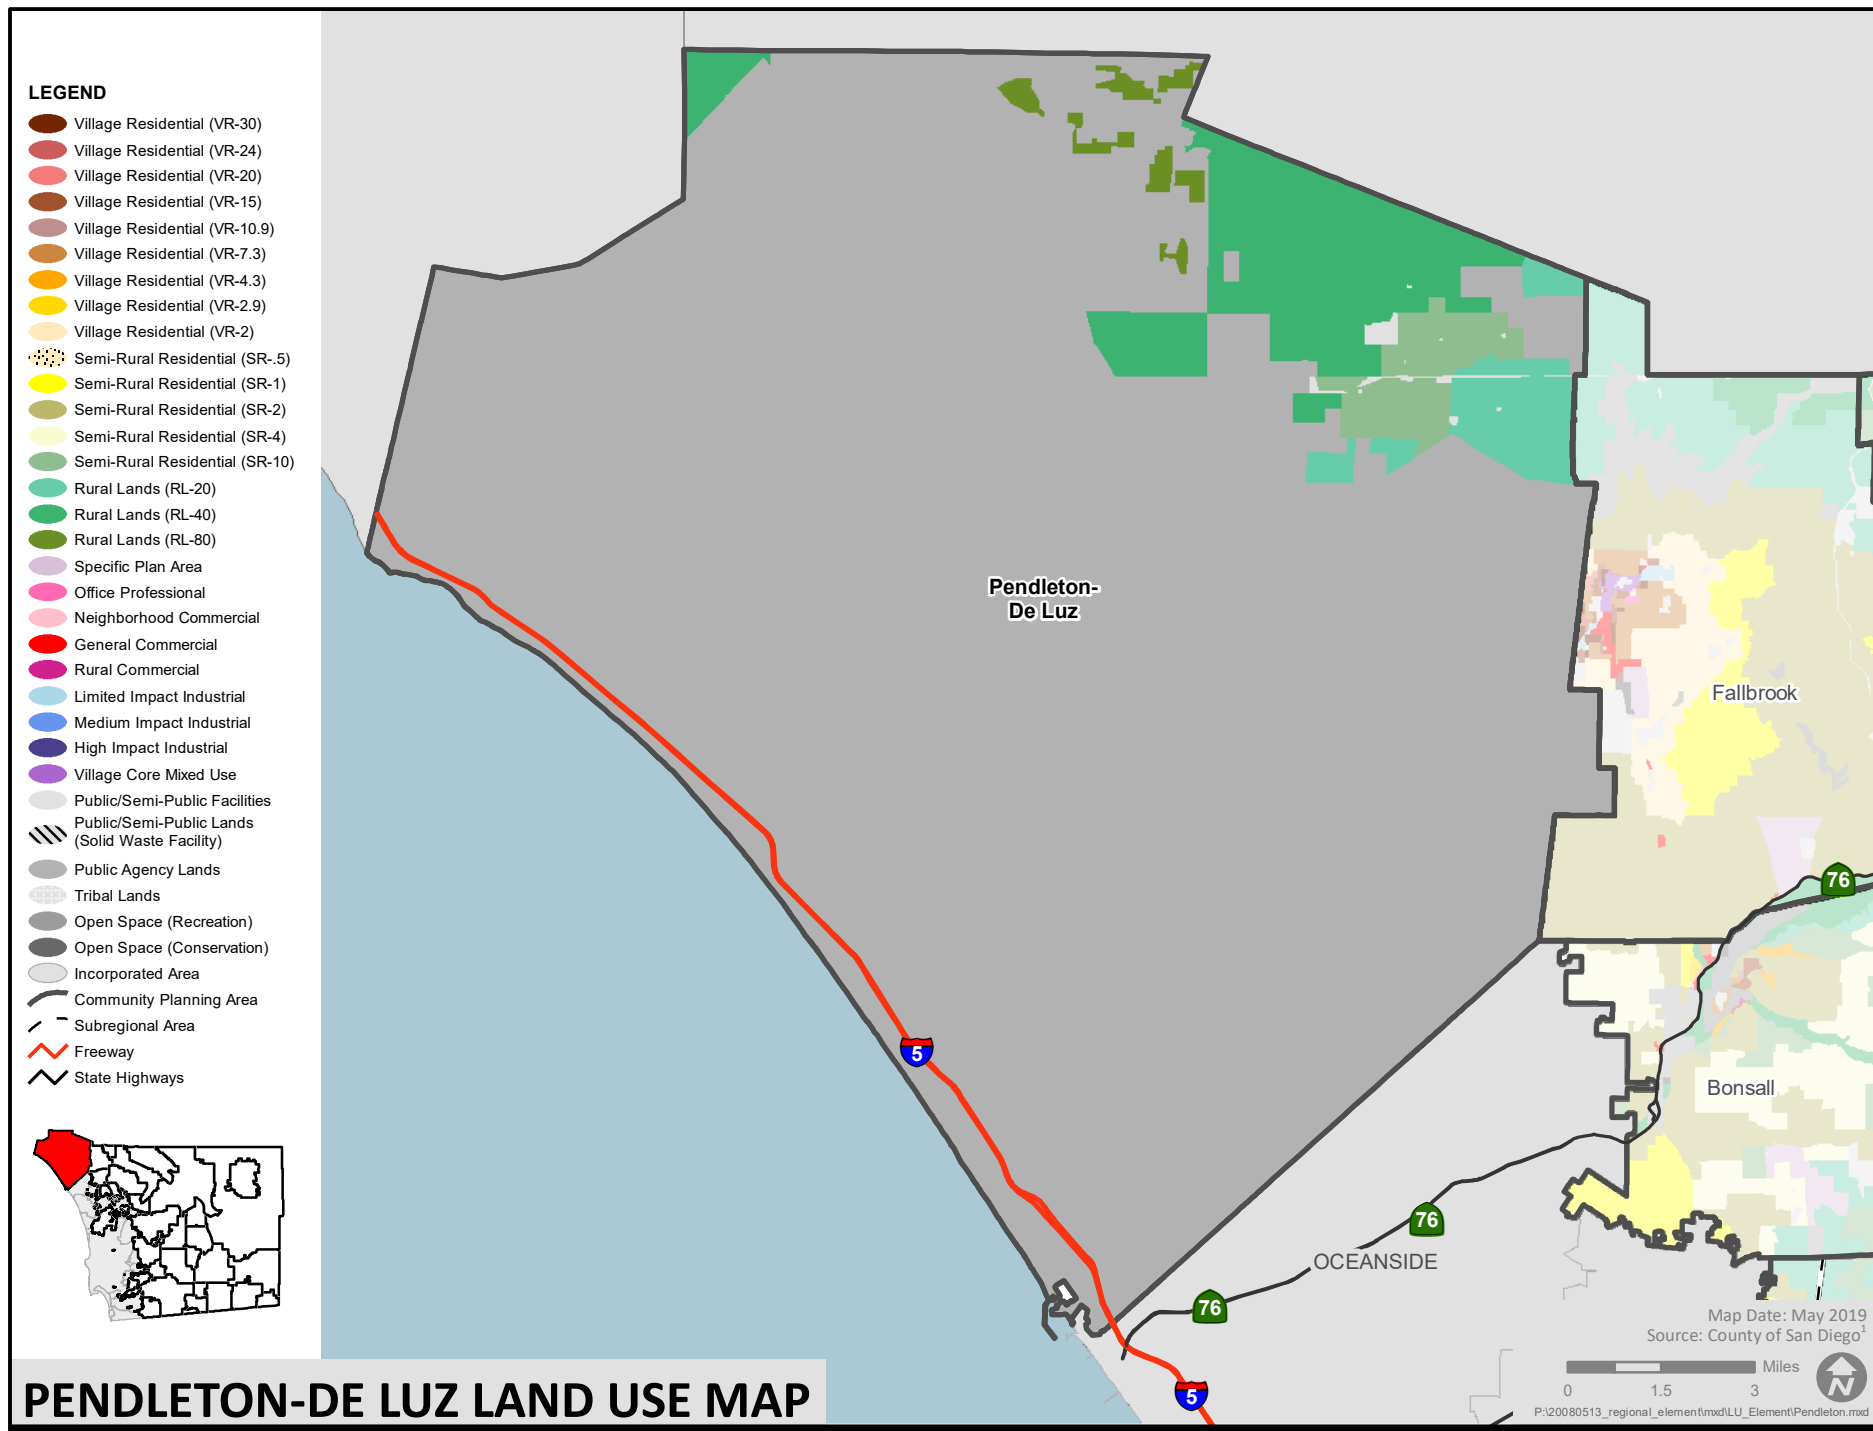 LEGEND
Village Residential (VR-30)
Village Residential (VR-24)
Village Residential (VR-20)
Village Residential (VR-15)
Village Residential (VR-10.9)
Village Residential (VR-7.3)
Village Residential (VR-4.3)
Village Residential (VR-2.9)
Village Residential (VR-2)
Semi-Rural Residential (SR-.5)
Semi-Rural Residential (SR-1)
Semi-Rural Residential (SR-2)
Semi-Rural Residential (SR-4)
Semi-Rural Residential (SR-10)
Rural Lands (RL-20)
Rural Lands (RL-40)
Rural Lands (RL-80)
Specific Plan Area
Office Professional
Neighborhood Commercial
General Commercial
Rural Commercial
Limited Impact Industrial
Medium Impact Industrial
High Impact Industrial
Village Core Mixed Use
Public/Semi-Public Facilities
Public/Semi-Public Lands
(Solid Waste Facility)
Public Agency Lands
Tribal Lands
Open Space (Recreation)
Open Space (Conservation)
Incorporated Area
Community Planning Area
Subregional Area
Freeway
State Highways
Pendleton-
De Luz
Fallbrook
76
5
Bonsall
76
OCEANSIDE
76
5
Map Date: May 2019
Source: County of San Diego1
Miles
0 1.5 3
N
P:\20080513_regional_element\mxd\LU_Element\Pendleton.mxd
PENDLETON-DE LUZ LAND USE MAP